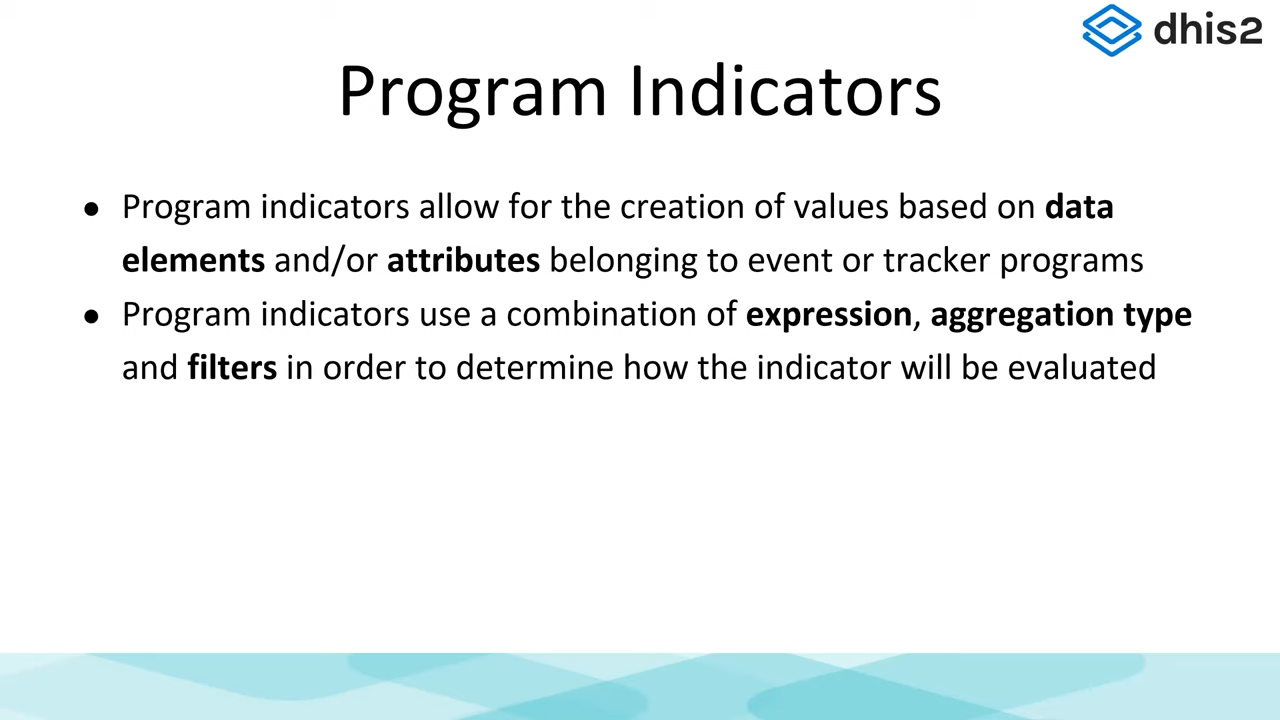 dhis2
Program Indicators
● Program indicators allow for the creation of values based on data
elements and/or attributes belonging to event or tracker programs
● Program indicators use a combination of expression, aggregation type
and filters in order to determine how the indicator will be evaluated